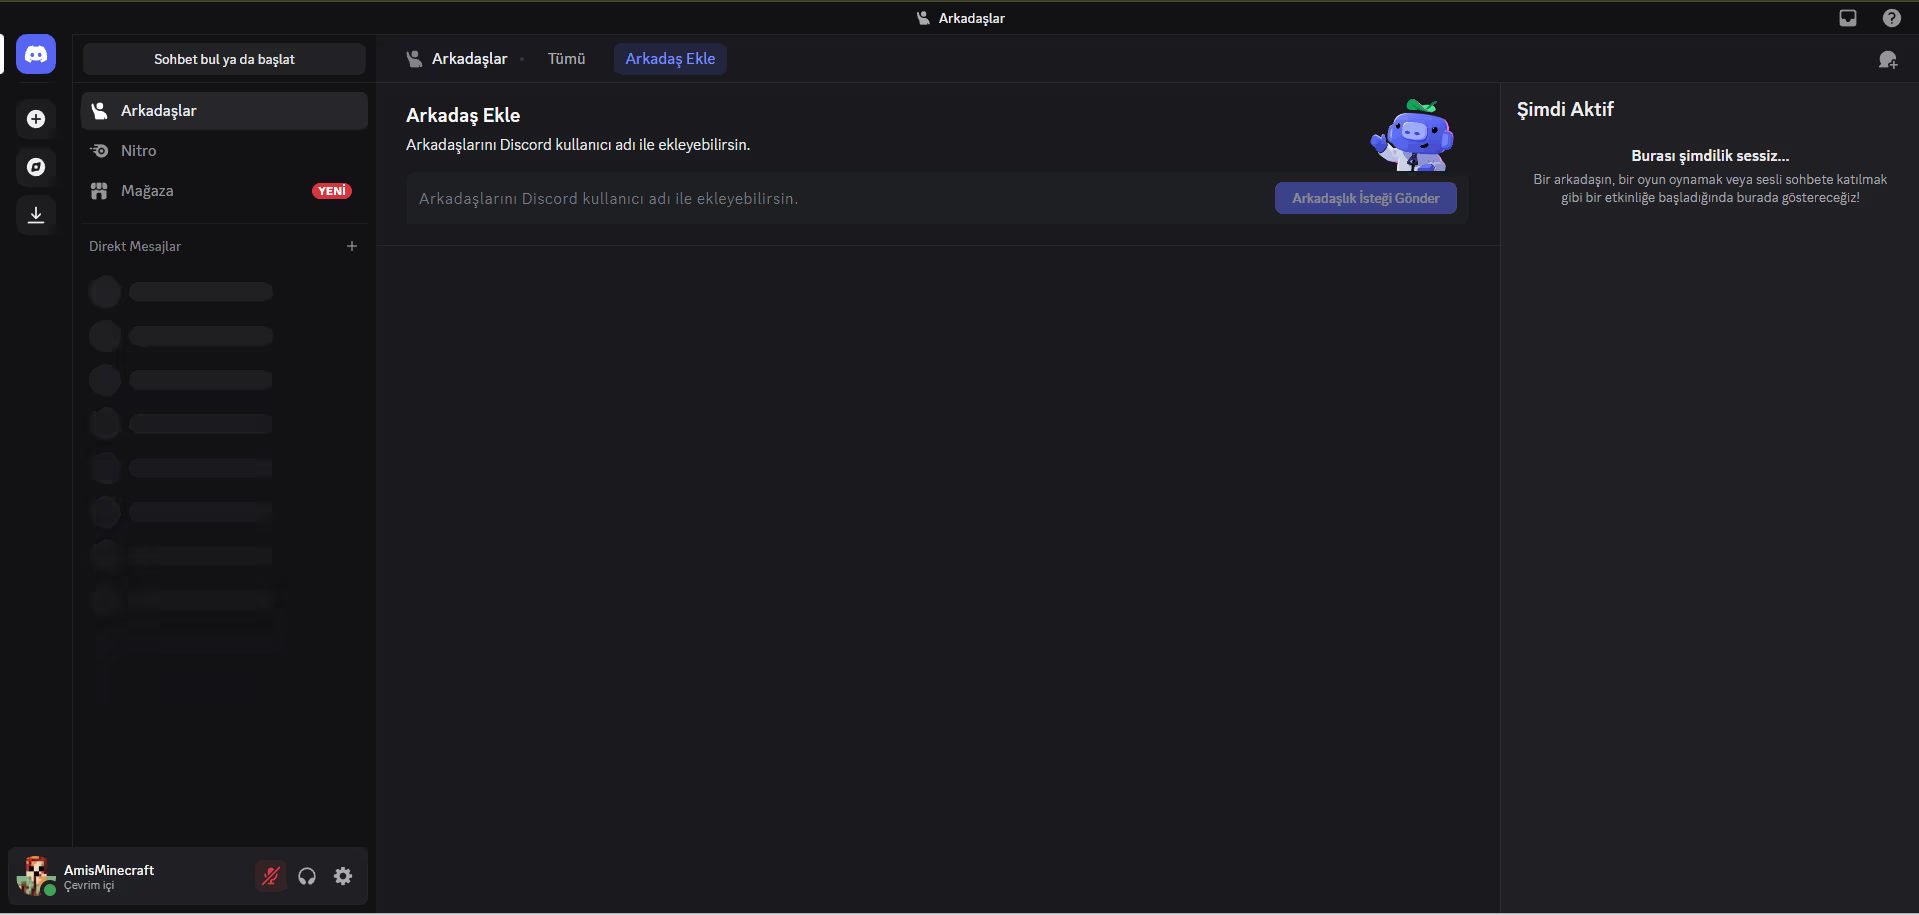 Arkadaşlar
Sohbet bul ya da başlat
Arkadaşlar
Nitro
Mağaza
YENİ
Direkt Mesajlar
AmisMinecraft
Çevrim içi
Arkadaşlar
Tümü
Arkadaş Ekle
Arkadaş Ekle
Arkadaşlarını Discord kullanıcı adı ile ekleyebilirsin.
Arkadaşlarını Discord kullanıcı adı ile ekleyebilirsin.
Arkadaşlık İsteği Gönder
Şimdi Aktif
Burası şimdilik sessiz...
Bir arkadaşın, bir oyun oynamak veya sesli sohbete katılmak
gibi bir etkinliğe başladığında burada göstereceğiz!